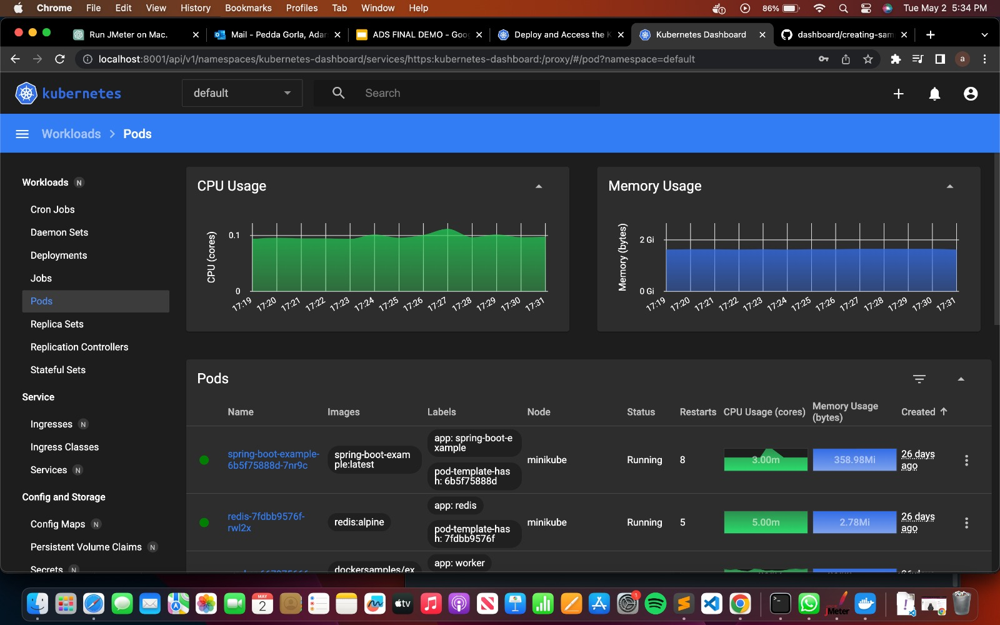 Chrome File Edit View History Bookmarks Profiles Tab Window Help 86% Tue May 2 5:34 PM
Run JMeter on Mac. Mail - Pedda Gorla, Adar ADS FINAL DEMO - Goog Deploy and Access the K Kubernetes Dashboard dashboard/creating-sam
localhost:8001/api/v1/namespaces/kubernetes-dashboard/services/https:kubernetes-dashboard:/proxy/#/pod?namespace=default a
kubernetes default Search
Workloads > Pods
Workloads N
Cron Jobs
Daemon Sets
Deployments
Jobs
Pods
Replica Sets
Replication Controllers
Stateful Sets
Service
Ingresses N
Ingress Classes
Services N
Config and Storage
Config Maps N
Persistent Volume Claims N
Secrets N
CPU Usage
CPU (cores)
0.1
0
17:19 17:20 17:21 17:22 17:23 17:24 17:25 17:26 17:27 17:28 17:29 17:30 17:31
Memory Usage
Memory (bytes)
2 Gi
0 Gi
17:19 17:20 17:21 17:22 17:23 17:24 17:25 17:26 17:27 17:28 17:29 17:30 17:31
Pods
Name Images Labels Node Status Restarts CPU Usage (cores) Memory Usage (bytes) Created
spring-boot-example-
6b5f75888d-7nr9c
spring-boot-exam
ple:latest
app: spring-boot-e
xample
pod-template-has
h: 6b5f75888d
minikube Running 8 3.00m 358.98Mi 26 days
ago
redis-7fdbb9576f-
rwl2x
redis:alpine
app: redis
pod-template-has
h: 7fdbb9576f
minikube Running 5 5.00m 2.78Mi 26 days
ago
dockersamples/ex
app: worker
MAY
2
tv
1
Meter